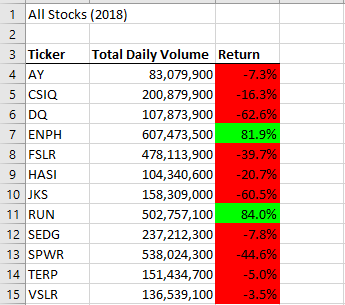 1 All Stocks (2018)
2
3 Ticker Total Daily Volume Return
4 AY 83,079,900 -7.3%
5 CSIQ 200,879,900 -16.3%
6 DQ 107,873,900 -62.6%
7 ENPH 607,473,500 81.9%
8 FSLR 478,113,900 -39.7%
9 HASI 104,340,600 -20.7%
10 JKS 158,309,000 -60.5%
11 RUN 502,757,100 84.0%
12 SEDG 237,212,300 -7.8%
13 SPWR 538,024,300 -44.6%
14 TERP 151,434,700 -5.0%
15 VSLR 136,539,100 -3.5%